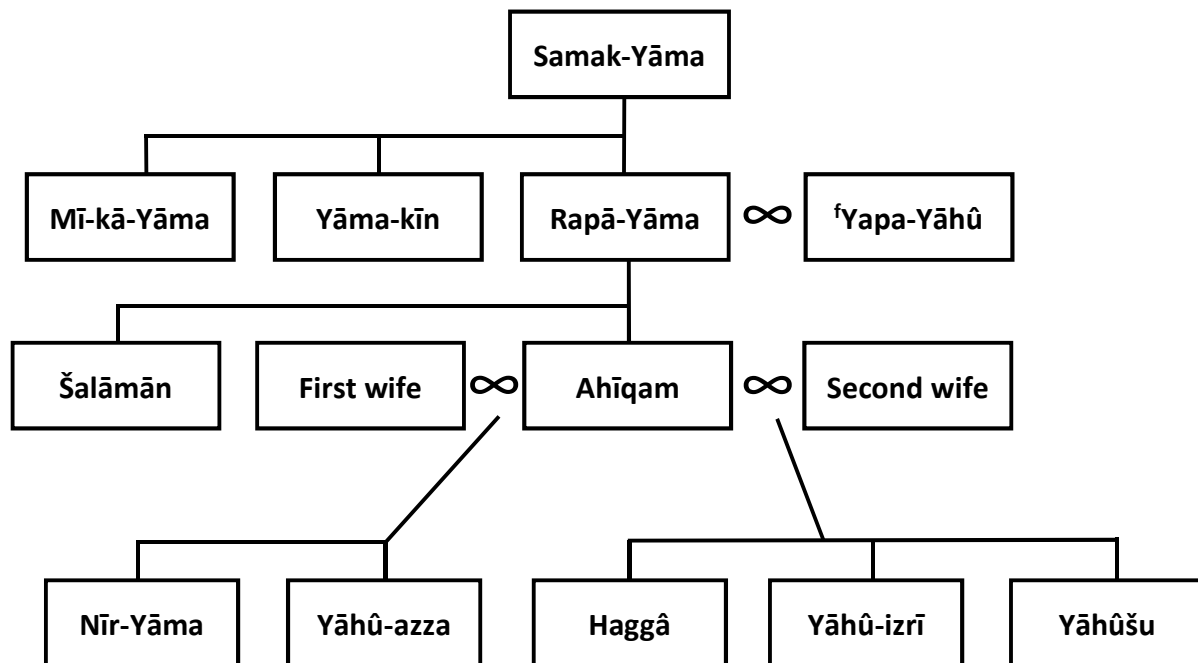 Samak-Yāma
Mī-kā-Yāma
Yāma-kīn
Rapā-Yāma
∞
ᶠYapa-Yāhû
Šalāmān
First wife
∞
Ahīqam
∞
Second wife
Nīr-Yāma
Yāhû-azza
Haggâ
Yāhû-izrī
Yāhûšu